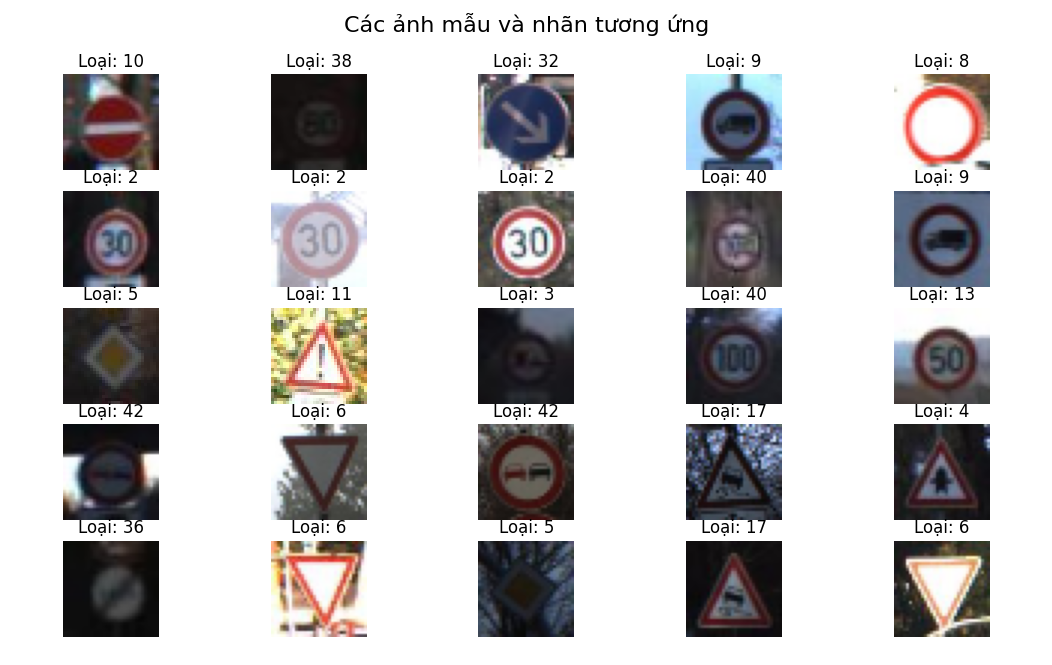 Các ảnh mẫu và nhãn tương ứng
Loại: 10 Loại: 38 Loại: 32 Loại: 9 Loại: 8
Loại: 2 Loại: 2 Loại: 2 Loại: 40 Loại: 9
30 30 30
Loại: 5 Loại: 11 Loại: 3 Loại: 40 Loại: 13
! 100 50
Loại: 42 Loại: 6 Loại: 42 Loại: 17 Loại: 4
Loại: 36 Loại: 6 Loại: 5 Loại: 17 Loại: 6